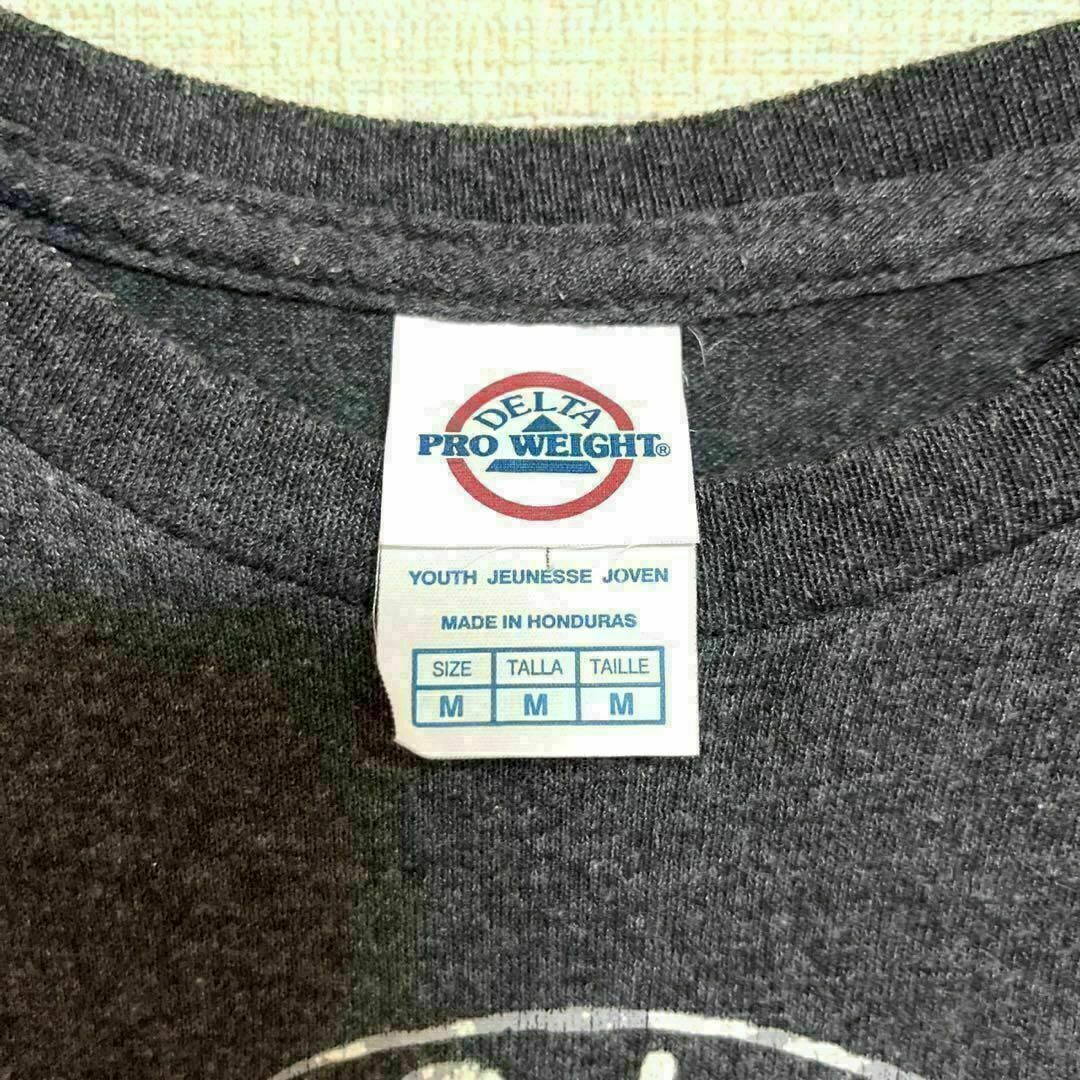 DELTA
PRO WEIGHT®
YOUTH JEUNESSE JOVEN
MADE IN HONDURAS
SIZE TALLA TAILLE
M M M